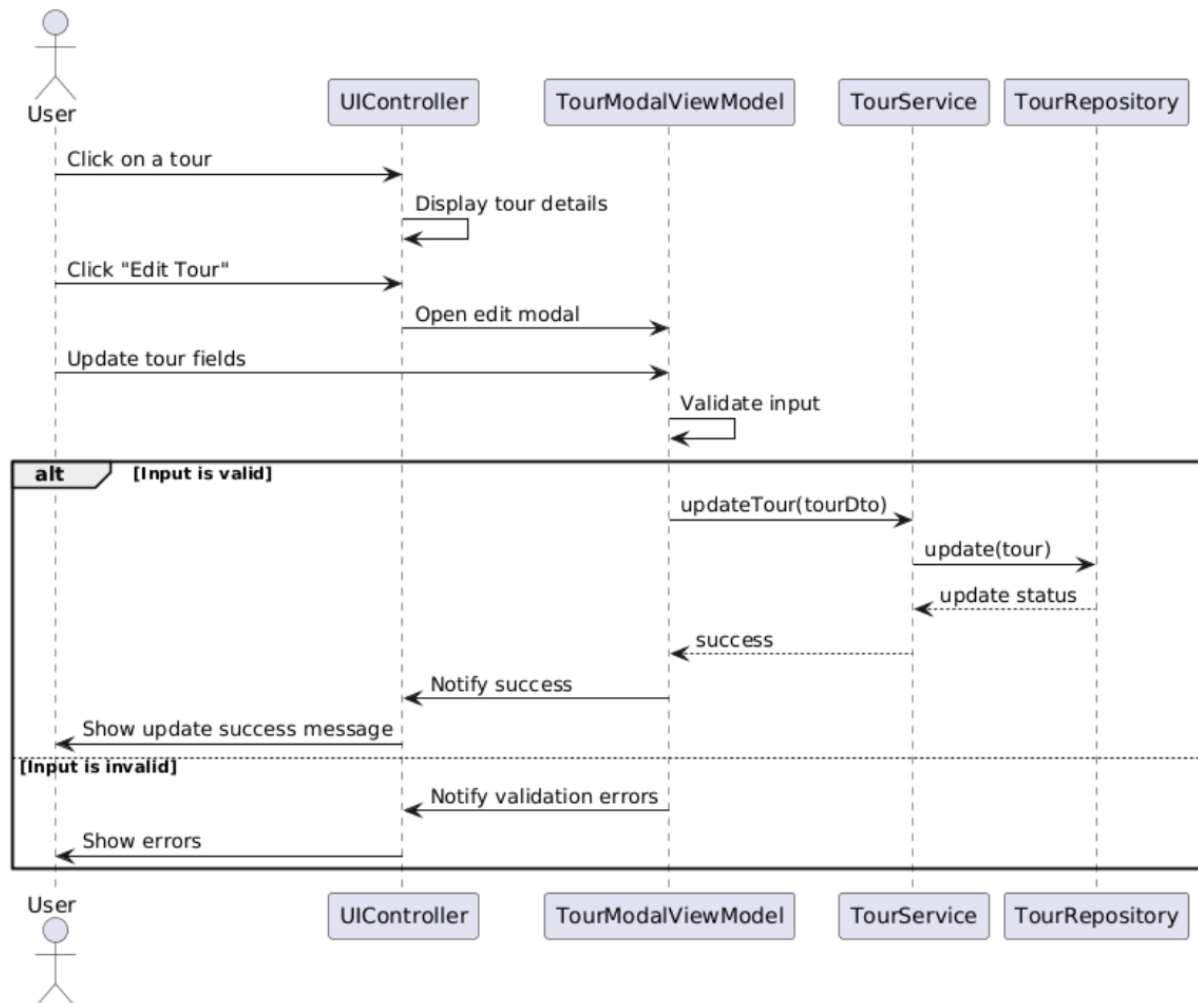 User
UIController
TourModalViewModel
TourService
TourRepository
Click on a tour
Display tour details
Click "Edit Tour"
Open edit modal
Update tour fields
Validate input
alt [Input is valid]
updateTour(tourDto)
update(tour)
update status
success
Notify success
Show update success message
[Input is invalid]
Notify validation errors
Show errors
User
UIController
TourModalViewModel
TourService
TourRepository